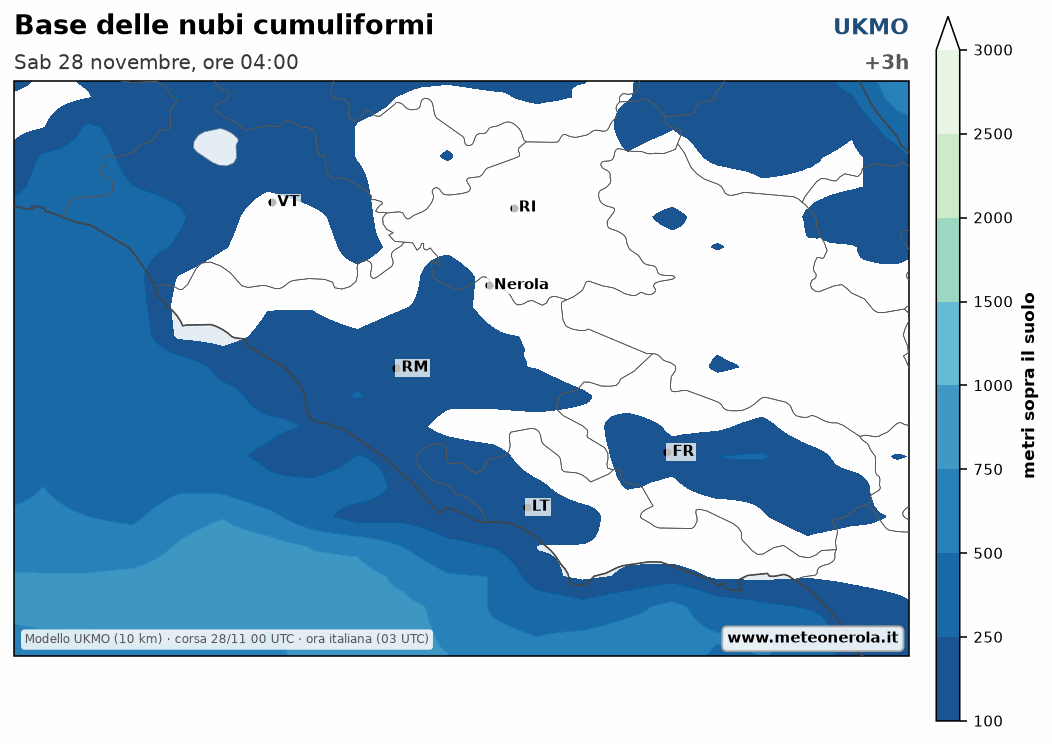 Base delle nubi cumuliformi
UKMO
Sab 28 novembre, ore 04:00
+3h
VT
RI
Nerola
RM
FR
LT
Modello UKMO (10 km) · corsa 28/11 00 UTC · ora italiana (03 UTC)
www.meteonerola.it
3000
2500
2000
1500
1000
750
500
250
100
metri sopra il suolo